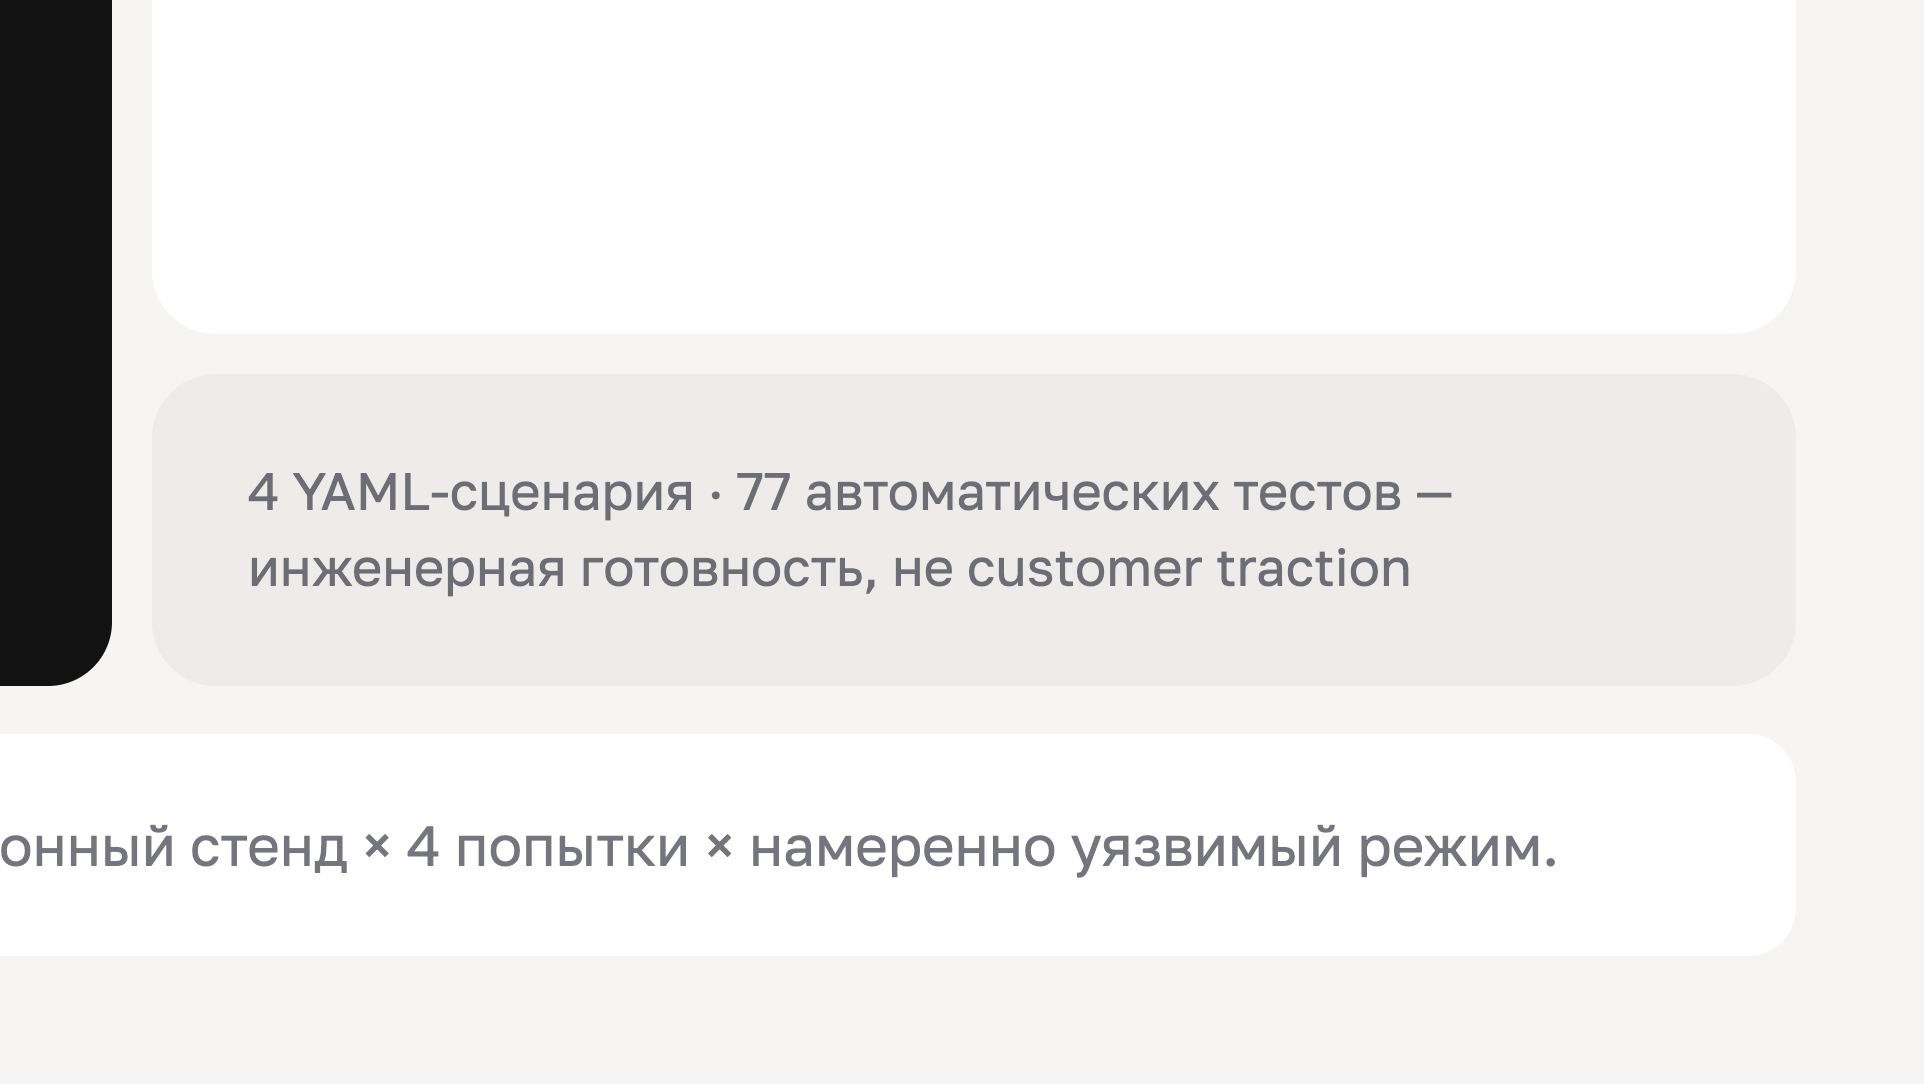 4 YAML-сценария · 77 автоматических тестов —
инженерная готовность, не customer traction
онный стенд × 4 попытки × намеренно уязвимый режим.